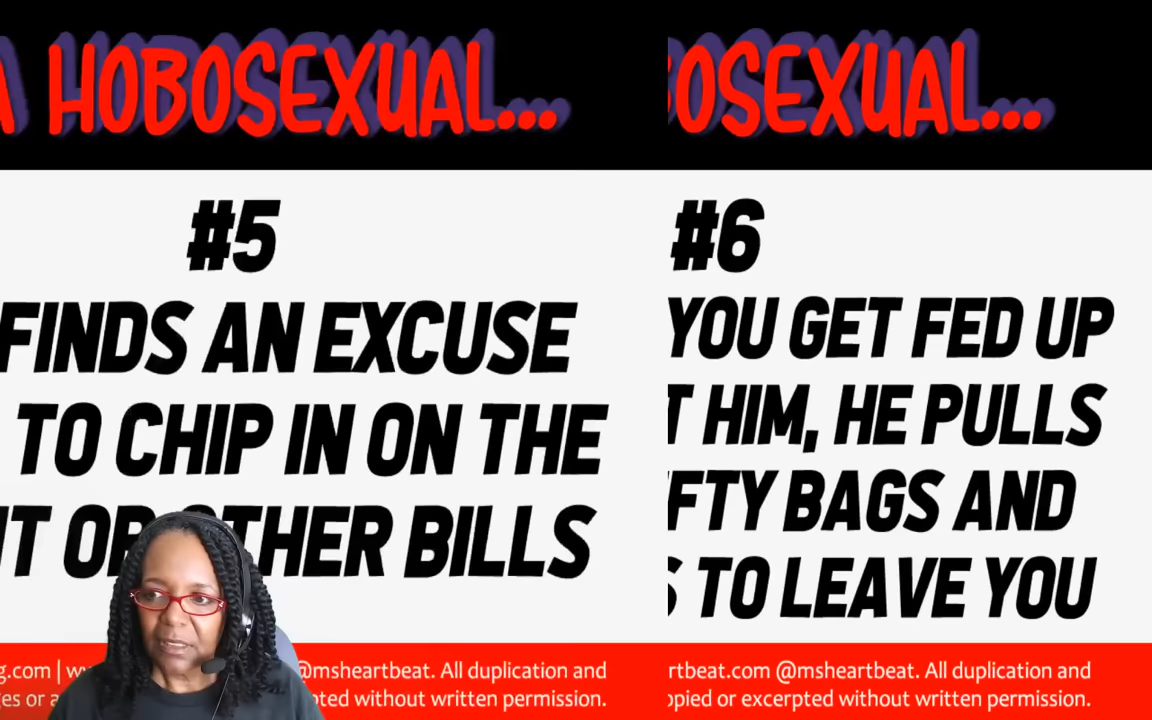 A HOBOSEXUAL...
#5
FINDS AN EXCUSE
TO CHIP IN ON THE
OTHER BILLS
g.com | @msheartbeat. All duplication and
without written permission.
OSEXUAL...
#6
YOU GET FED UP
T HIM, HE PULLS
FTY BAGS AND
S TO LEAVE YOU
rtbeat.com @msheartbeat. All duplication and
opied or excerpted without written permission.